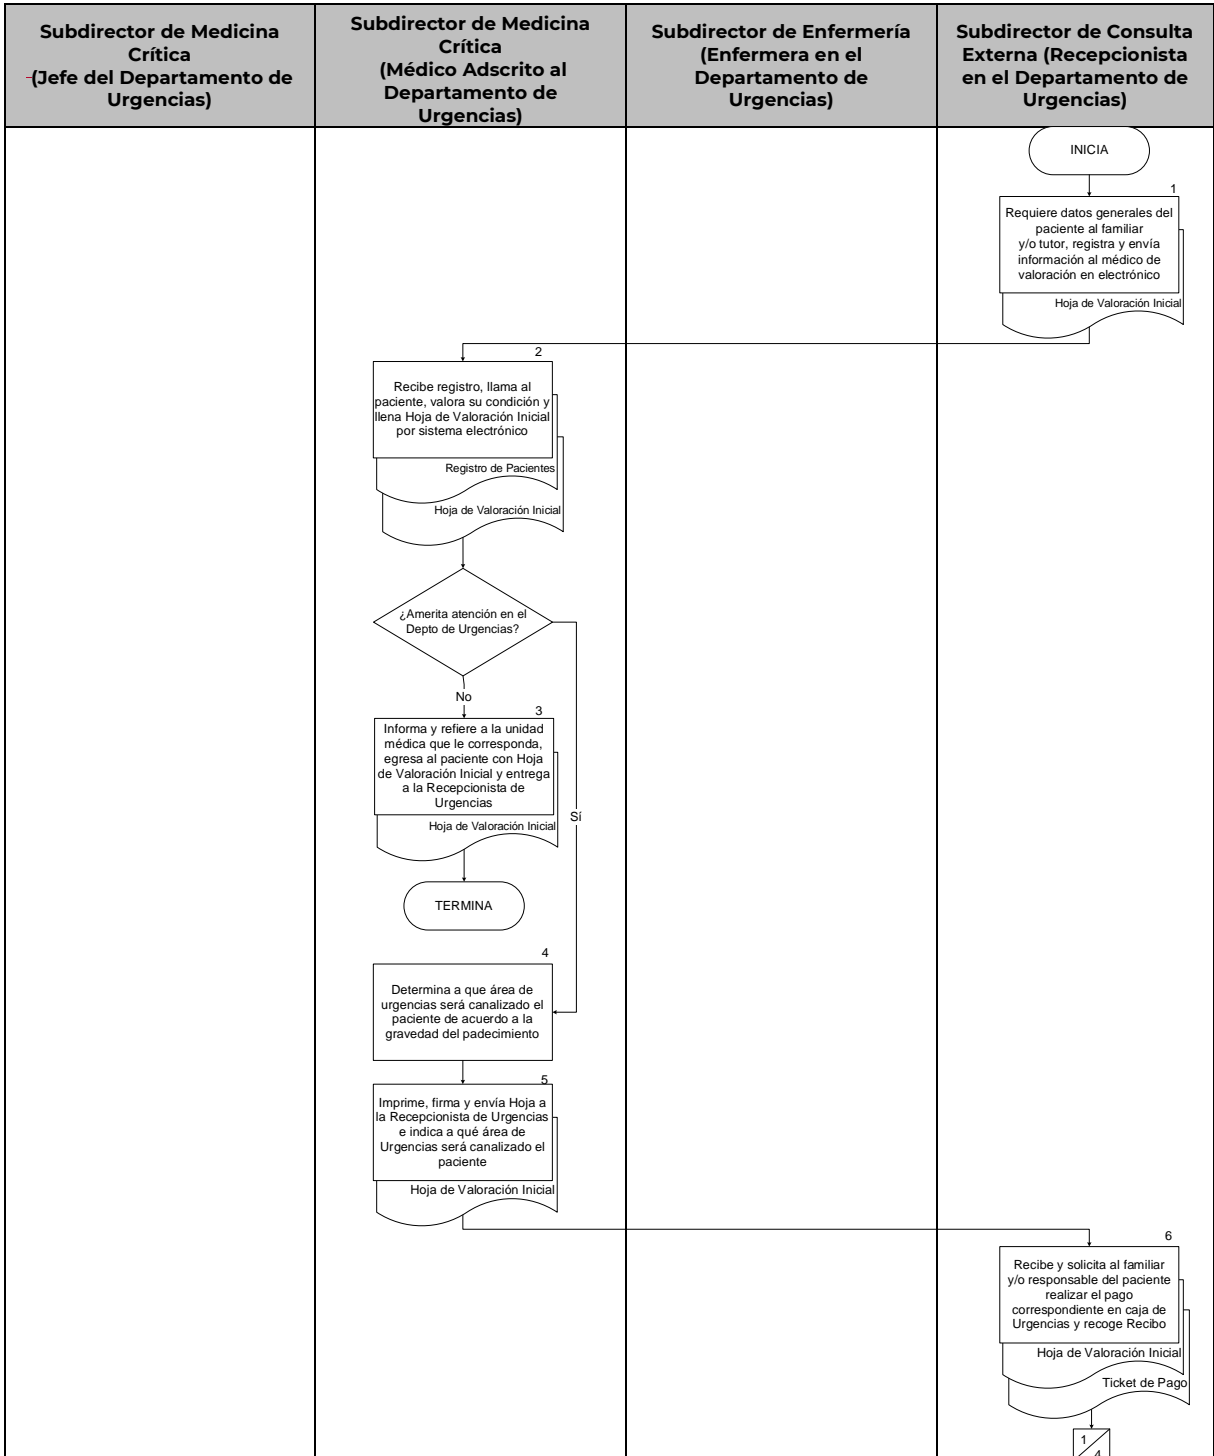 Subdirector de Medicina
Crítica
(Jefe del Departamento de
Urgencias)
Subdirector de Medicina
Crítica
(Médico Adscrito al
Departamento de
Urgencias)
Subdirector de Enfermería
(Enfermera en el
Departamento de
Urgencias)
Subdirector de Consulta
Externa (Recepcionista
en el Departamento de
Urgencias)
INICIA
1
Requiere datos generales del
paciente al familiar
y/o tutor, registra y envía
información al médico de
valoración en electrónico
Hoja de Valoración Inicial
2
Recibe registro, llama al
paciente, valora su condición y
llena Hoja de Valoración Inicial
por sistema electrónico
Registro de Pacientes
Hoja de Valoración Inicial
¿Amerita atención en el
Depto de Urgencias?
No
3
Informa y refiere a la unidad
médica que le corresponda,
egresa al paciente con Hoja
de Valoración Inicial y entrega
a la Recepcionista de
Urgencias
Hoja de Valoración Inicial
Sí
TERMINA
4
Determina a que área de
urgencias será canalizado el
paciente de acuerdo a la
gravedad del padecimiento
5
Imprime, firma y envía Hoja a
la Recepcionista de Urgencias
e indica a qué área de
Urgencias será canalizado el
paciente
Hoja de Valoración Inicial
6
Recibe y solicita al familiar
y/o responsable del paciente
realizar el pago
correspondiente en caja de
Urgencias y recoge Recibo
Hoja de Valoración Inicial
Ticket de Pago
1
4